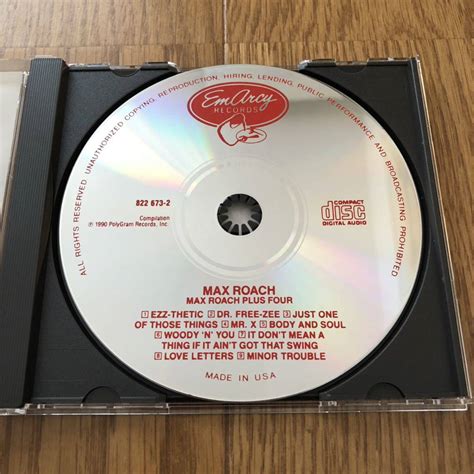 ALL RIGHTS RESERVED. UNAUTHORIZED COPYING, REPRODUCTION, HIRING, LENDING, PUBLIC PERFORMANCE AND BROADCASTING PROHIBITED
EmArcy
RECORDS
822 673-2
Compilation
℗ 1990 PolyGram Records, Inc.
COMPACT
disc
DIGITAL AUDIO
MAX ROACH
MAX ROACH PLUS FOUR
1 EZZ-THETIC 2 DR. FREE-ZEE 3 JUST ONE
OF THOSE THINGS 4 MR. X 5 BODY AND SOUL
6 WOODY 'N' YOU 7 IT DON'T MEAN A
THING IF IT AIN'T GOT THAT SWING
8 LOVE LETTERS 9 MINOR TROUBLE
MADE IN USA